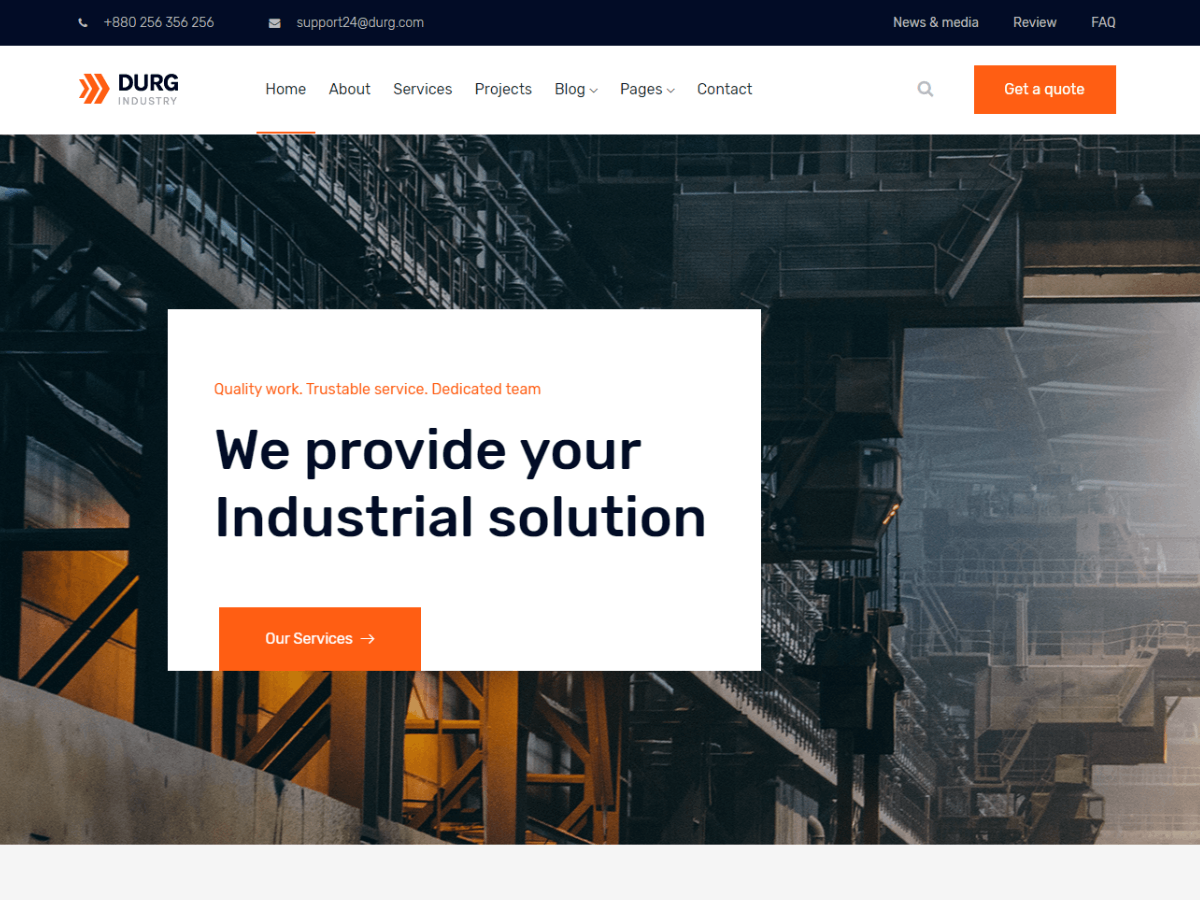 +880 256 356 256
support24@durg.com
News & media
Review
FAQ
DURG
INDUSTRY
Home
About
Services
Projects
Blog
Pages
Contact
Get a quote
Quality work. Trustable service. Dedicated team
We provide your
Industrial solution
Our Services →